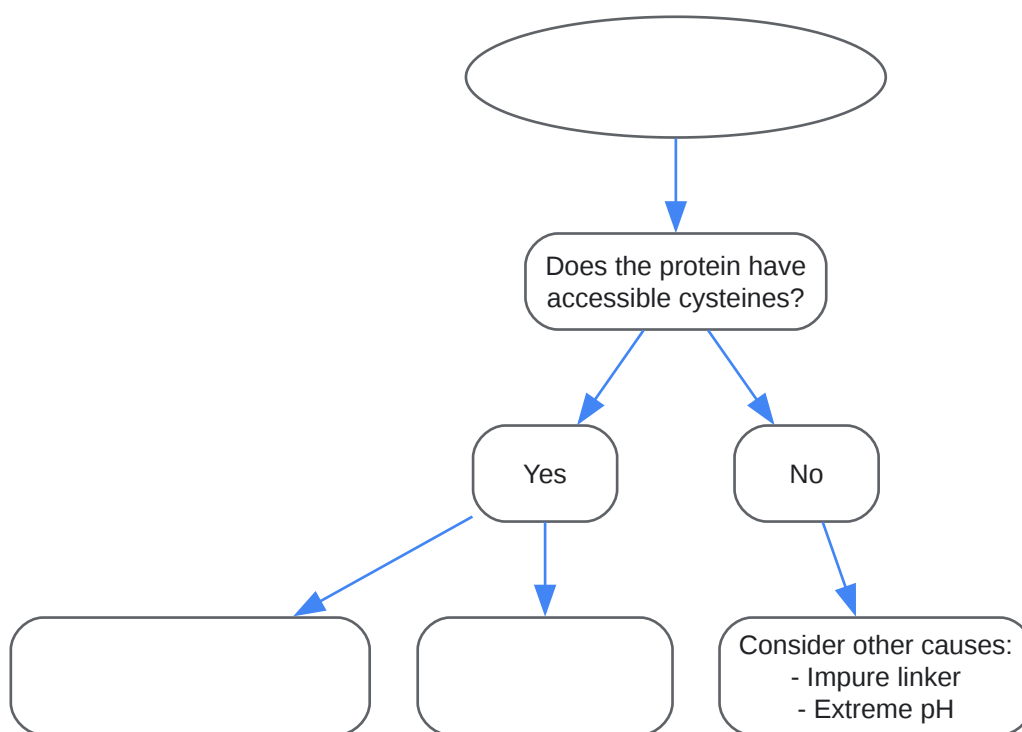 Does the protein have
accessible cysteines?
Yes
No
Consider other causes:
- Impure linker
- Extreme pH